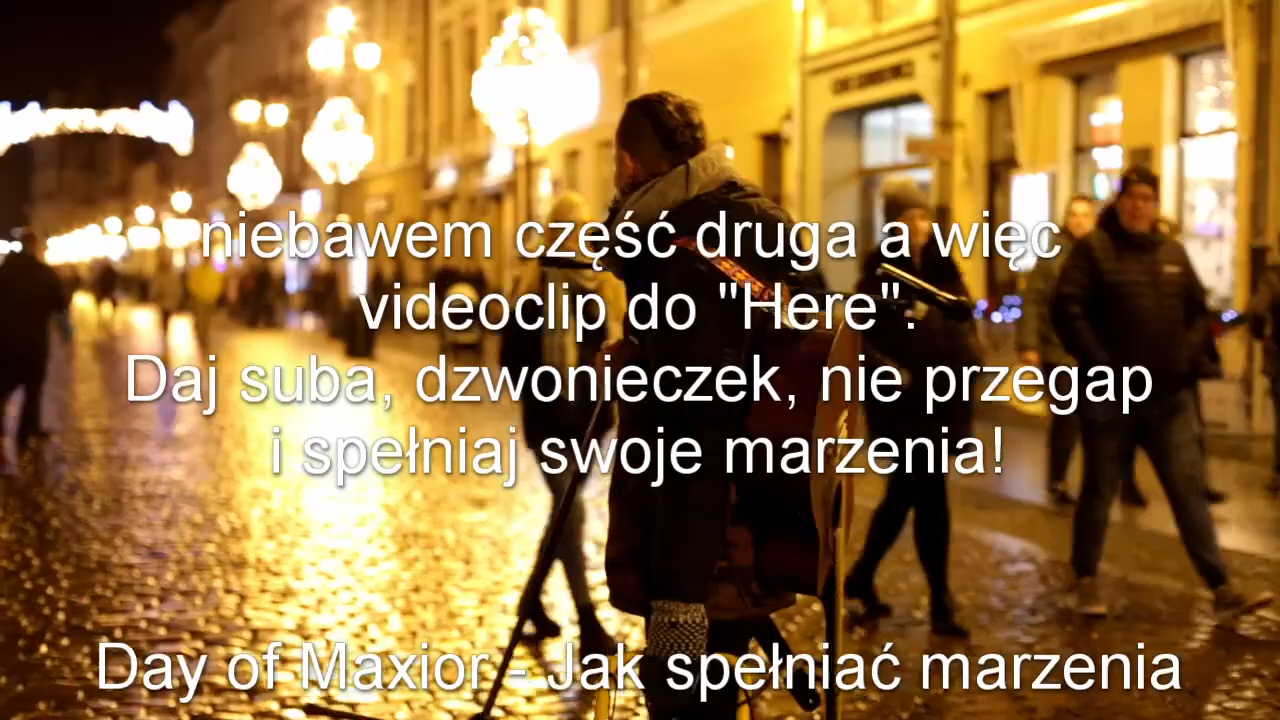 niebawem część druga a więc
videoclip do "Here".
Daj suba, dzwonieczek, nie przegap
i spełniaj swoje marzenia!
Day of Maxior - Jak spełniać marzenia